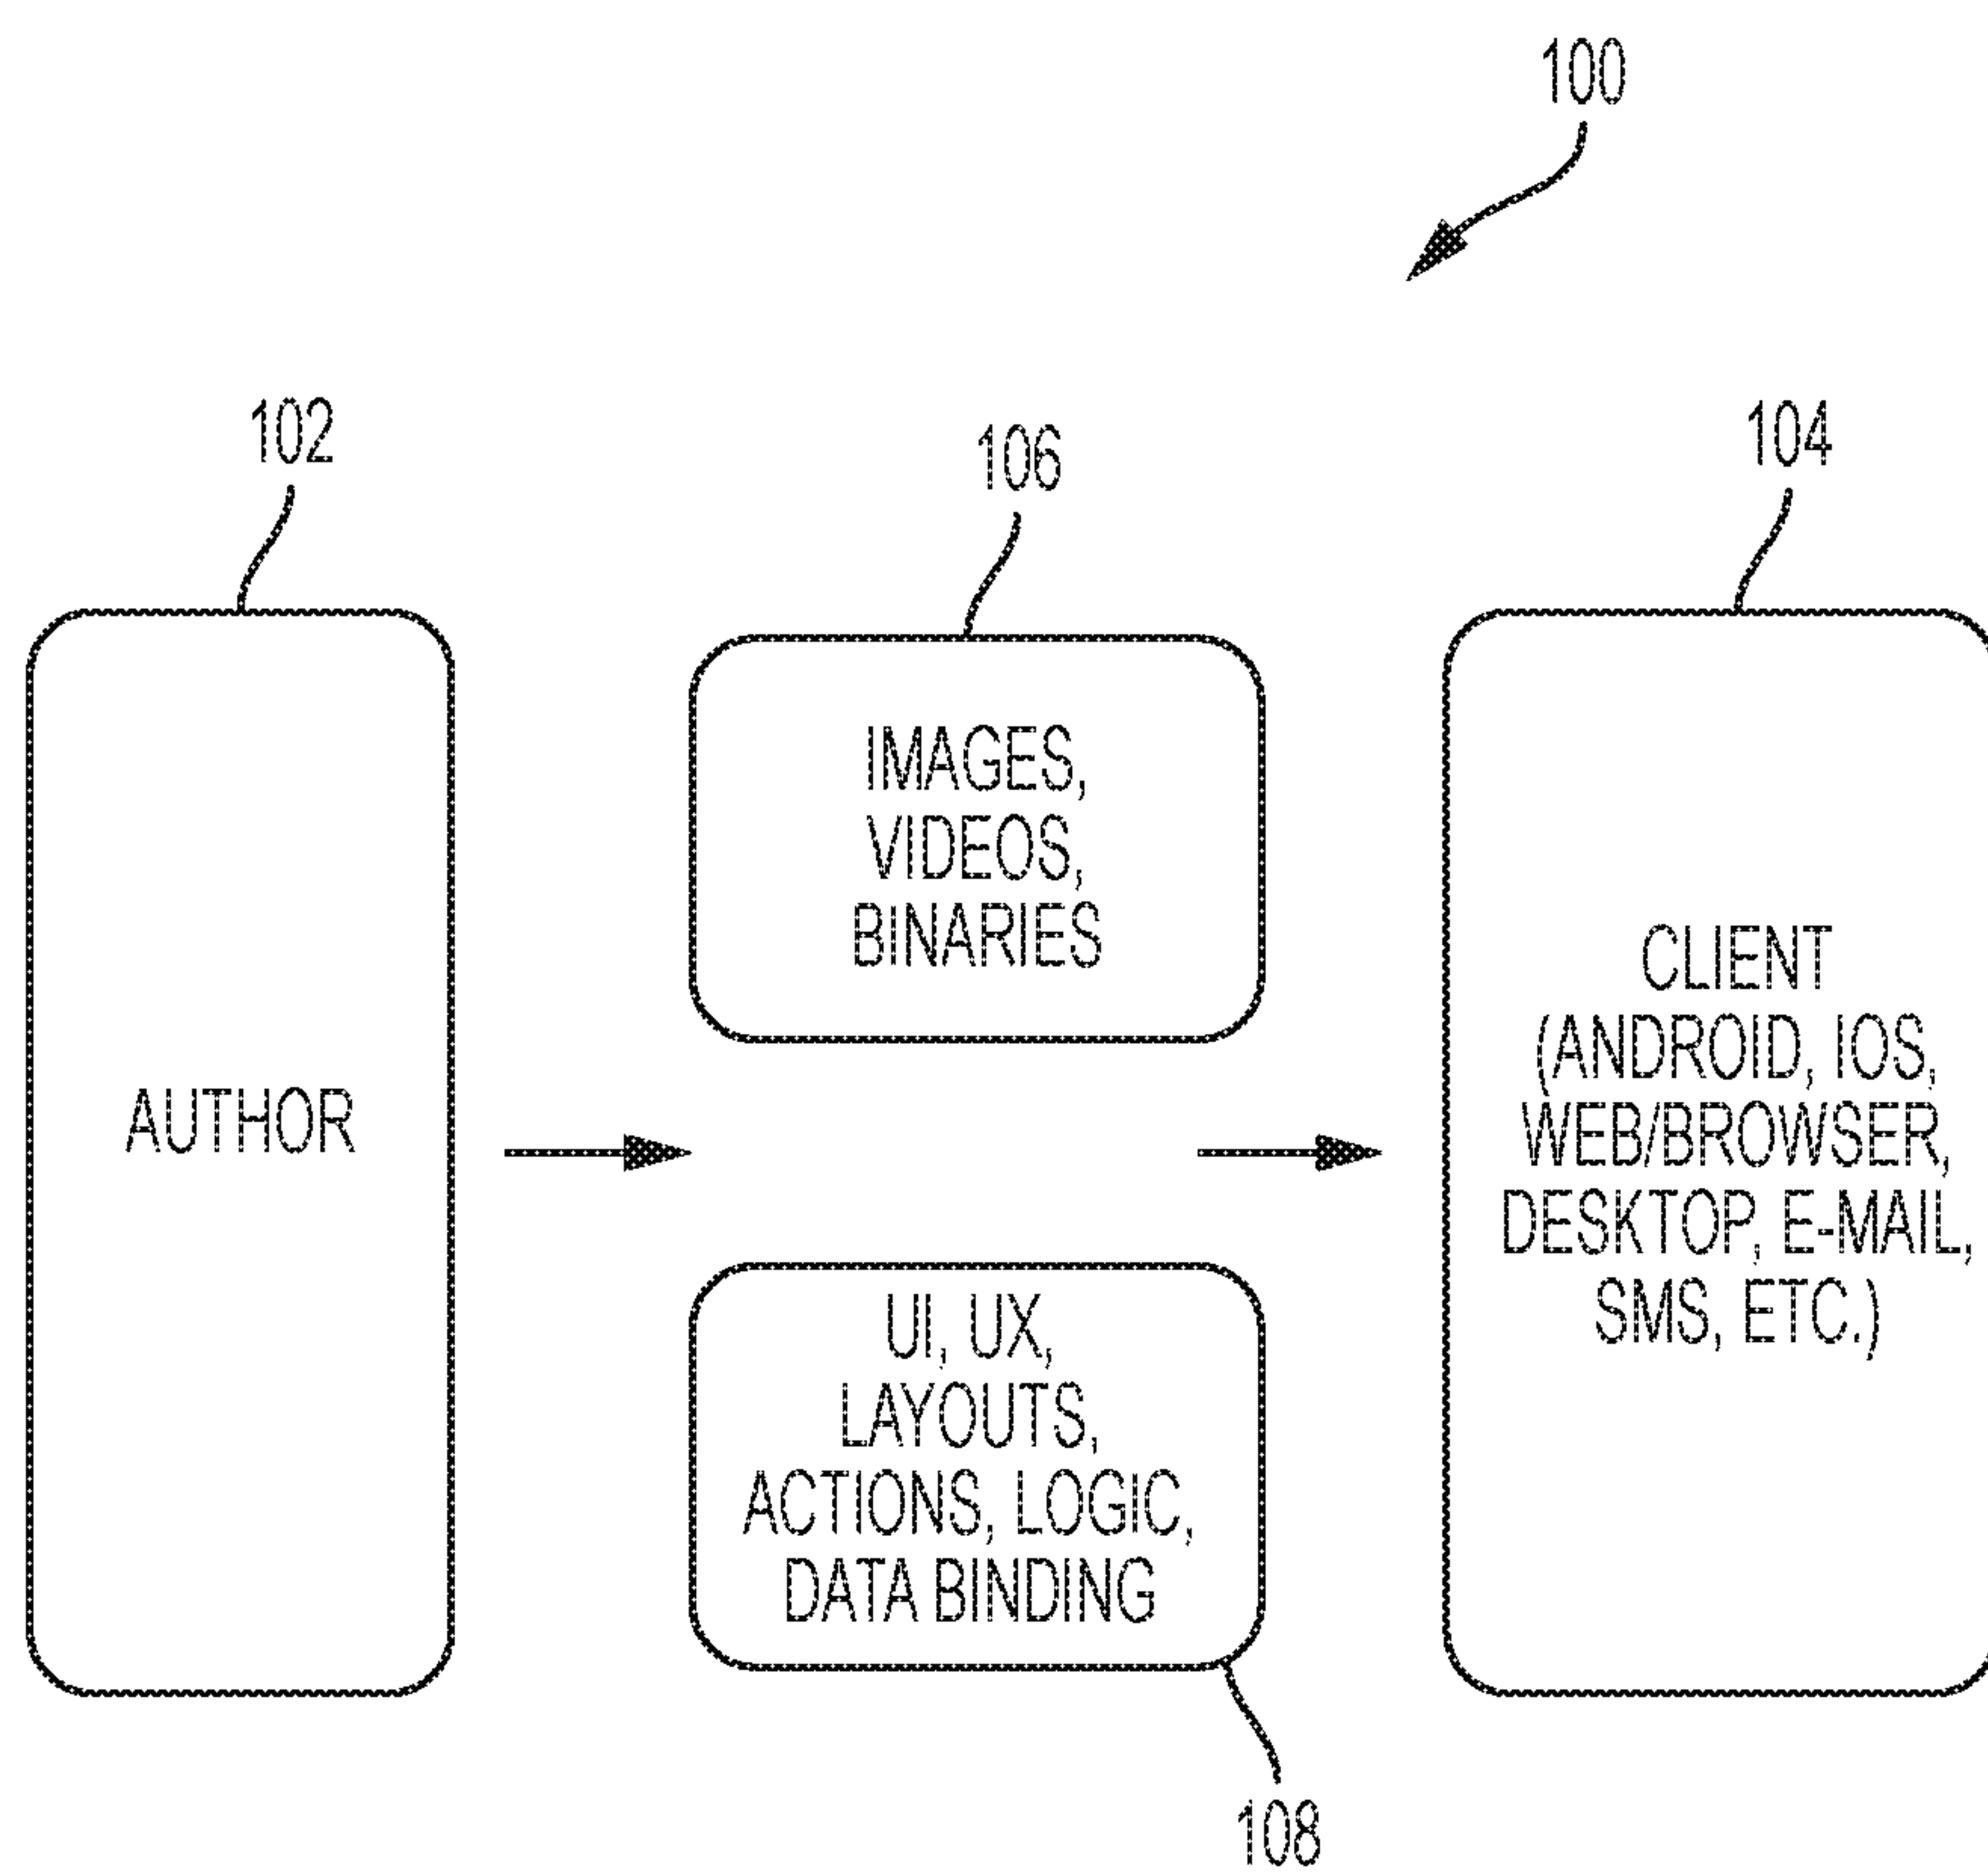 100
102
106
104
AUTHOR
IMAGES,
VIDEOS,
BINARIES
UI, UX,
LAYOUTS,
ACTIONS, LOGIC,
DATA BINDING
CLIENT
(ANDROID, IOS,
WEB/BROWSER,
DESKTOP, E-MAIL,
SMS, ETC.)
108